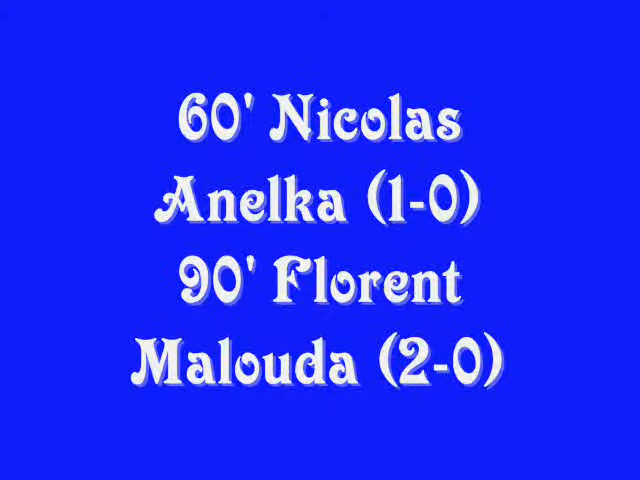 60' Nicolas
Anelka (1-0)
90' Florent
Malouda (2-0)